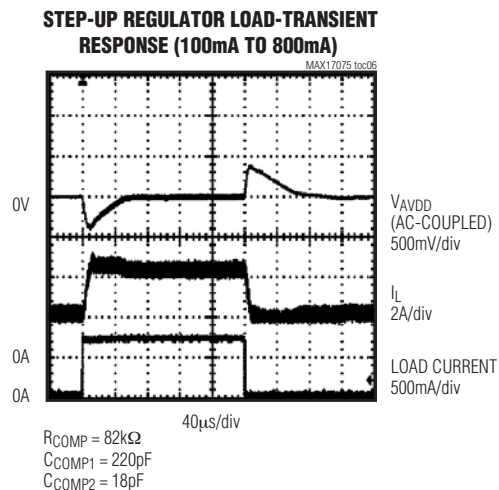 STEP-UP REGULATOR LOAD-TRANSIENT
RESPONSE (100mA TO 800mA)
MAX17075 toc06
0V
VAVDD
(AC-COUPLED)
500mV/div
IL
2A/div
0A
LOAD CURRENT
500mA/div
0A
40µs/div
RCOMP = 82kΩ
CCOMP1 = 220pF
CCOMP2 = 18pF